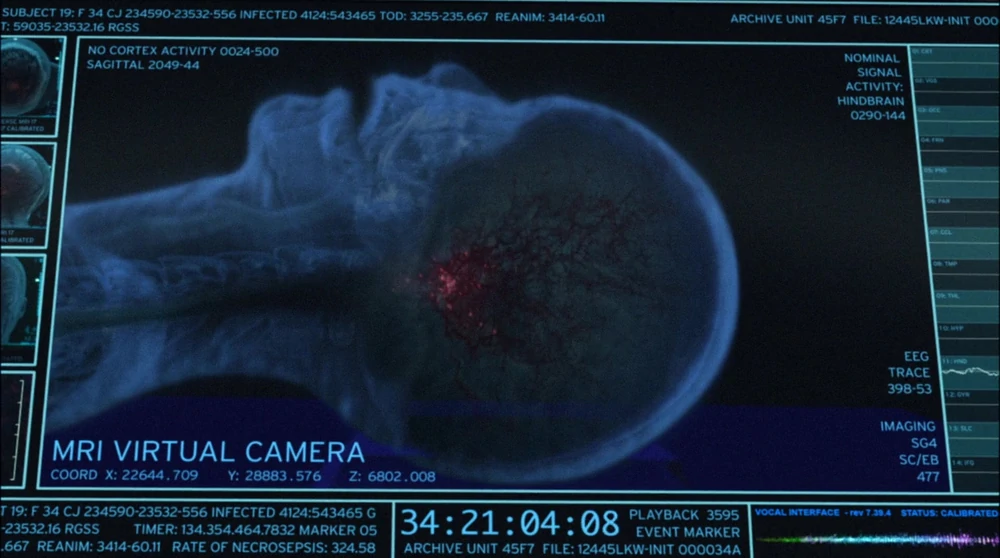 SUBJECT 19: F 34 CJ 234590-23532-556 INFECTED 4124:543465 TOD: 3255-235.667 REANIM: 3414-60.11
T: 59035-23532.16 RGSS
ARCHIVE UNIT 45F7 FILE: 12445LKW-INIT 000
NO CORTEX ACTIVITY 0024-500
SAGITTAL 2049-44
NOMINAL
SIGNAL
ACTIVITY:
HINDBRAIN
0290-144
CALIBRATED
EEG
TRACE
398-53
IMAGING
SG4
SC/EB
477
MRI VIRTUAL CAMERA
COORD X: 22644.709 Y: 28883.576 Z: 6802.008
T 19: F 34 CJ 234590-23532-556 INFECTED 4124:543465 G
-23532.16 RGSS TIMER: 134.354.464.7832 MARKER 05
.667 REANIM: 3414-60.11 RATE OF NECROSEPSIS: 324.58
34:21:04:08
PLAYBACK 3595
EVENT MARKER
ARCHIVE UNIT 45F7 FILE: 12445LKW-INIT 000034A
VOCAL INTERFACE - rev 7.39.4 STATUS: CALIBRATED